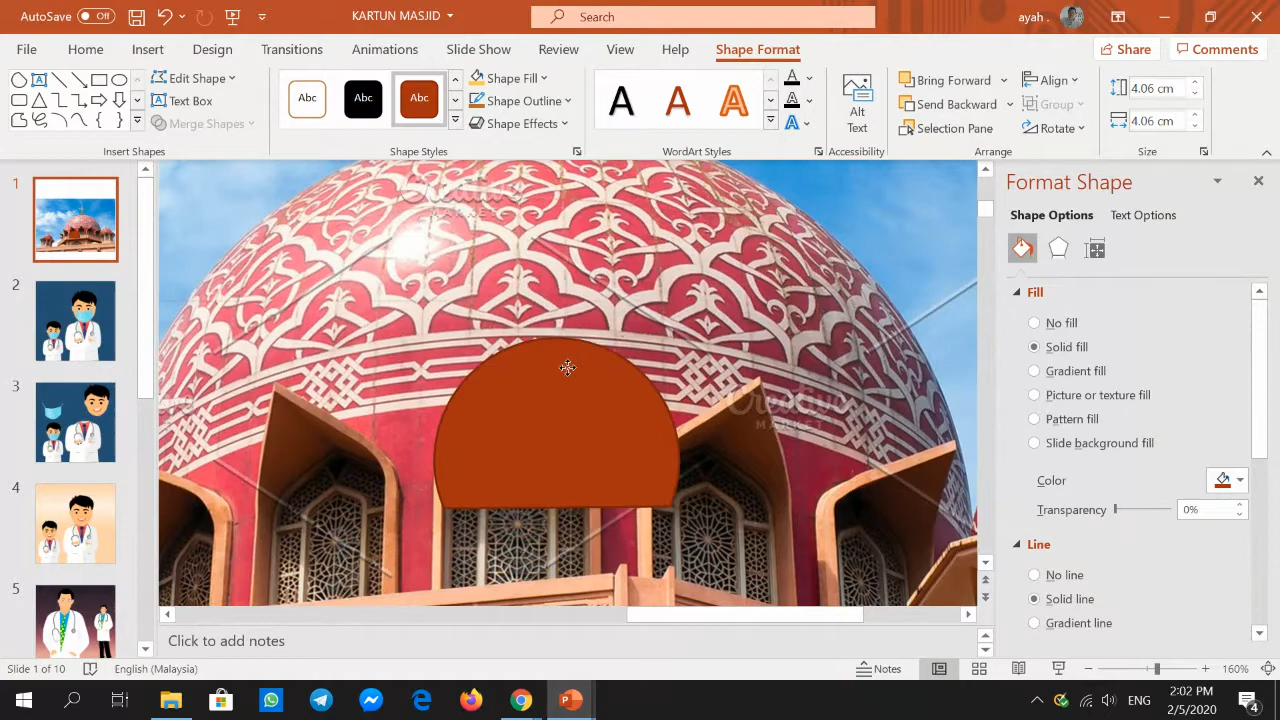 AutoSave Off KARTUN MASJID Search ayah .
File Home Insert Design Transitions Animations Slide Show Review View Help Shape Format Share Comments
Edit Shape Abc Abc Abc Shape Fill A A A A Bring Forward Align 4.06 cm
A Text Box Shape Outline A Alt Text Send Backward Group 4.06 cm
Merge Shapes Shape Effects A Selection Pane Rotate
Insert Shapes Shape Styles WordArt Styles Accessibility Arrange Size
1
2
3
4
5
Creative
MARKET
Creative
MARKET
Format Shape
Shape Options Text Options
Fill
No fill
Solid fill
Gradient fill
Picture or texture fill
Pattern fill
Slide background fill
Color
Transparency 0%
Line
No line
Solid line
Gradient line
Click to add notes
Slide 1 of 10 English (Malaysia) Notes 160%
ENG 2:02 PM
2/5/2020 4